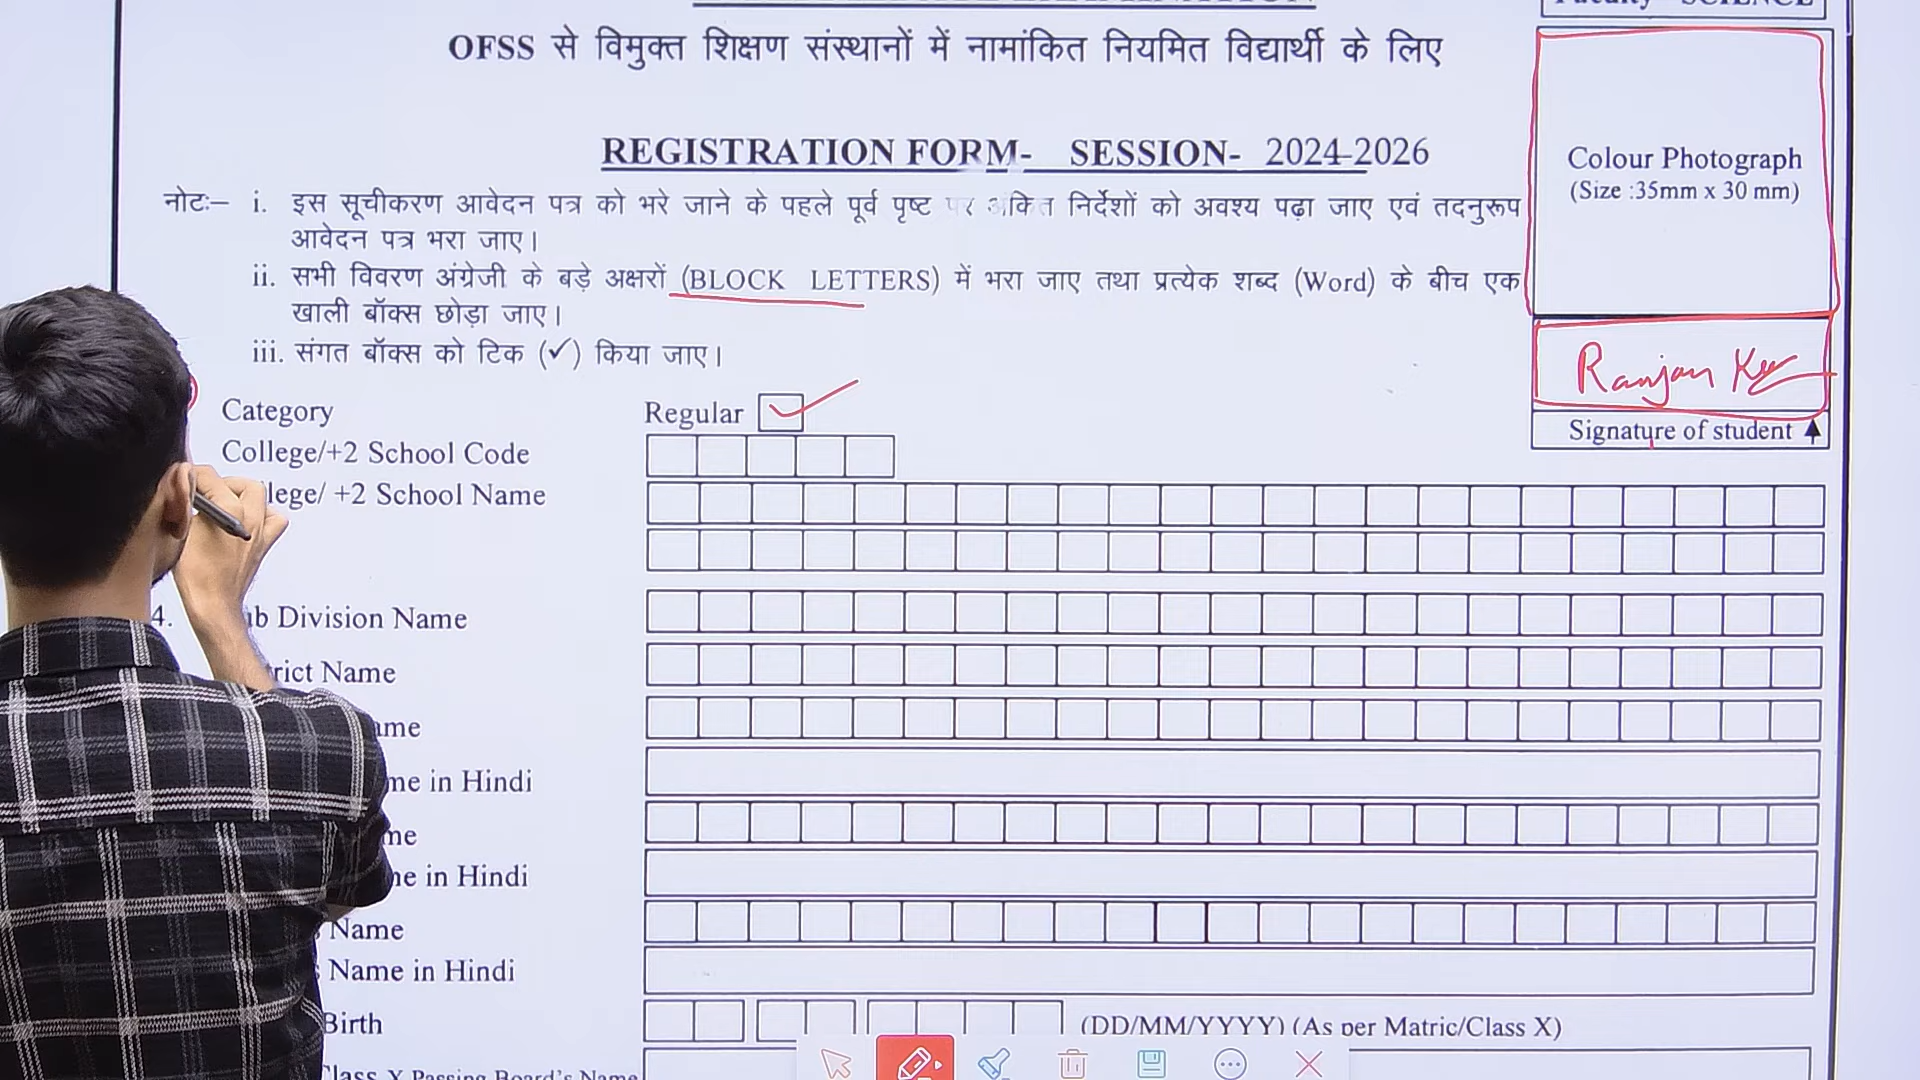 OFSS से विमुक्त शिक्षण संस्थानों में नामांकित नियमित विद्यार्थी के लिए
REGISTRATION FORM- SESSION- 2024-2026
Colour Photograph
(Size :35mm x 30 mm)
नोटः– i. इस सूचीकरण आवेदन पत्र को भरे जाने के पहले पूर्व पृष्ट पर अंकित निर्देशों को अवश्य पढ़ा जाए एवं तदनुरूप
आवेदन पत्र भरा जाए।
ii. सभी विवरण अंग्रेजी के बड़े अक्षरों (BLOCK LETTERS) में भरा जाए तथा प्रत्येक शब्द (Word) के बीच एक
खाली बॉक्स छोड़ा जाए।
iii. संगत बॉक्स को टिक (✓) किया जाए।
Ranjan
Signature of student
Category Regular
College/+2 School Code
lege/ +2 School Name
4. b Division Name
rict Name
me
me in Hindi
me
ne in Hindi
Name
Name in Hindi
Birth (DD/MM/YYYY) (As per Matric/Class X)
Class X Passing Board's Name